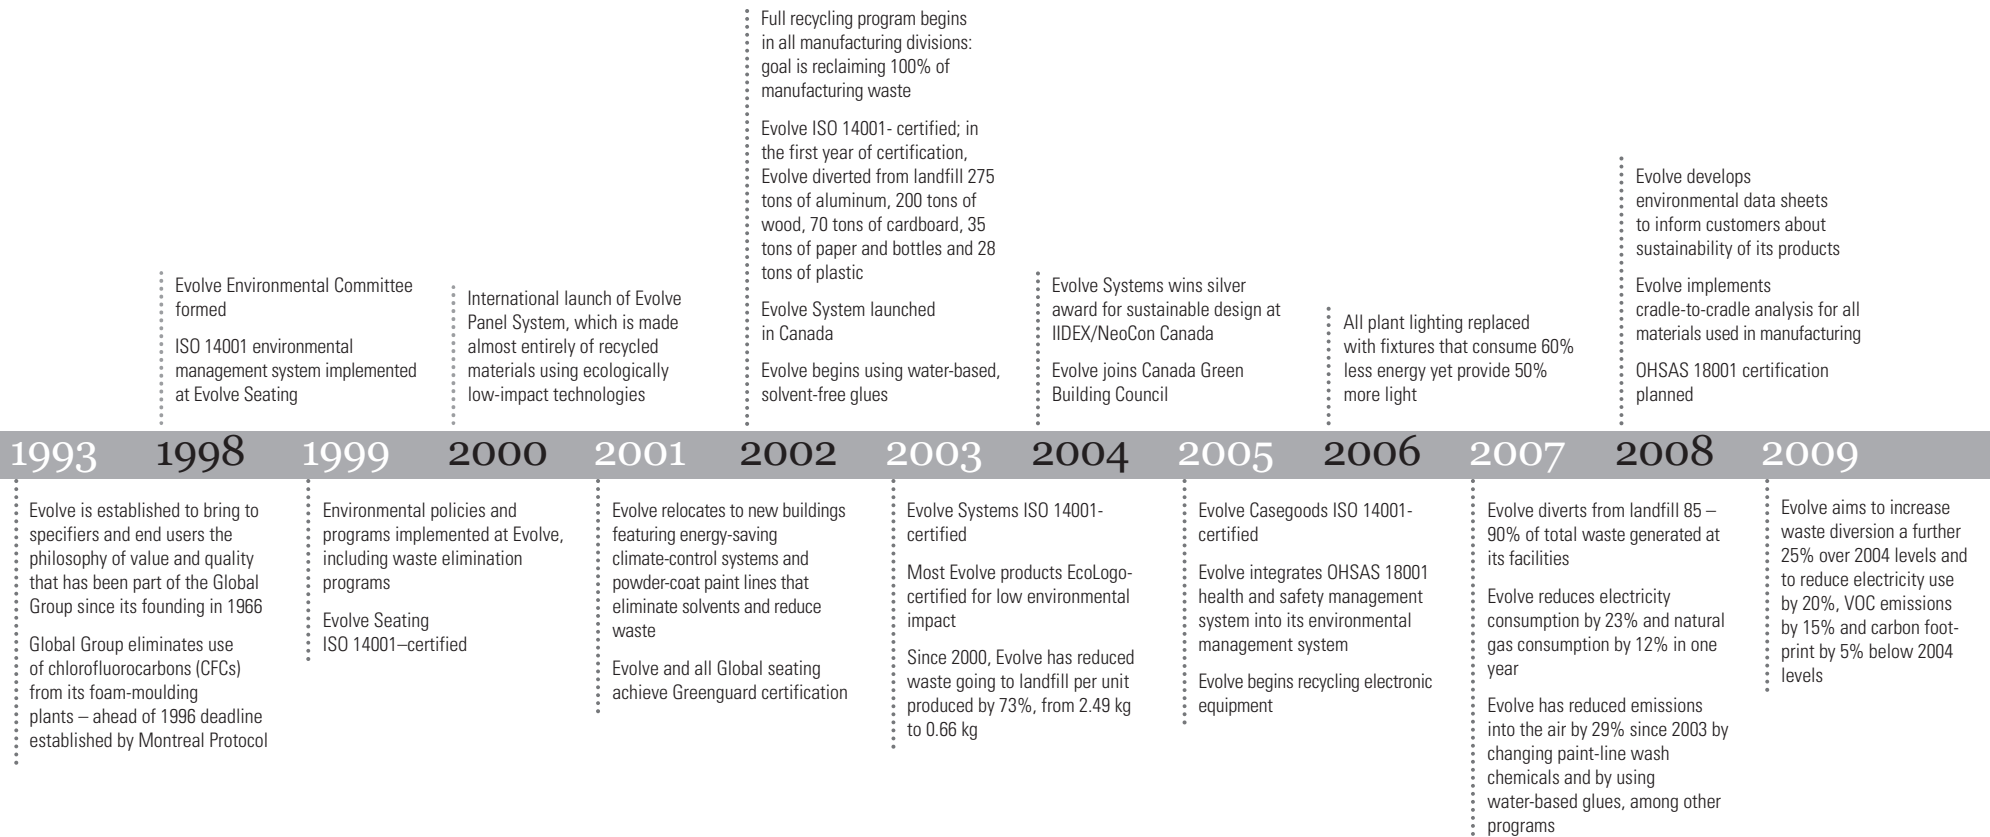 Full recycling program begins
in all manufacturing divisions:
goal is reclaiming 100% of
manufacturing waste
Evolve ISO 14001- certified; in
the first year of certification,
Evolve diverted from landfill 275
tons of aluminum, 200 tons of
wood, 70 tons of cardboard, 35
tons of paper and bottles and 28
tons of plastic
Evolve System launched
in Canada
Evolve begins using water-based,
solvent-free glues
Evolve Environmental Committee
formed
ISO 14001 environmental
management system implemented
at Evolve Seating
International launch of Evolve
Panel System, which is made
almost entirely of recycled
materials using ecologically
low-impact technologies
Evolve Systems wins silver
award for sustainable design at
IIDEX/NeoCon Canada
Evolve joins Canada Green
Building Council
All plant lighting replaced
with fixtures that consume 60%
less energy yet provide 50%
more light
Evolve develops
environmental data sheets
to inform customers about
sustainability of its products
Evolve implements
cradle-to-cradle analysis for all
materials used in manufacturing
OHSAS 18001 certification
planned
1993 1998 1999 2000 2001 2002 2003 2004 2005 2006 2007 2008 2009
Evolve is established to bring to
specifiers and end users the
philosophy of value and quality
that has been part of the Global
Group since its founding in 1966
Global Group eliminates use
of chlorofluorocarbons (CFCs)
from its foam-moulding
plants – ahead of 1996 deadline
established by Montreal Protocol
Environmental policies and
programs implemented at Evolve,
including waste elimination
programs
Evolve Seating
ISO 14001–certified
Evolve relocates to new buildings
featuring energy-saving
climate-control systems and
powder-coat paint lines that
eliminate solvents and reduce
waste
Evolve and all Global seating
achieve Greenguard certification
Evolve Systems ISO 14001-
certified
Most Evolve products EcoLogo-
certified for low environmental
impact
Since 2000, Evolve has reduced
waste going to landfill per unit
produced by 73%, from 2.49 kg
to 0.66 kg
Evolve Casegoods ISO 14001-
certified
Evolve integrates OHSAS 18001
health and safety management
system into its environmental
management system
Evolve begins recycling electronic
equipment
Evolve diverts from landfill 85 –
90% of total waste generated at
its facilities
Evolve reduces electricity
consumption by 23% and natural
gas consumption by 12% in one
year
Evolve has reduced emissions
into the air by 29% since 2003 by
changing paint-line wash
chemicals and by using
water-based glues, among other
programs
Evolve aims to increase
waste diversion a further
25% over 2004 levels and
to reduce electricity use
by 20%, VOC emissions
by 15% and carbon foot-
print by 5% below 2004
levels